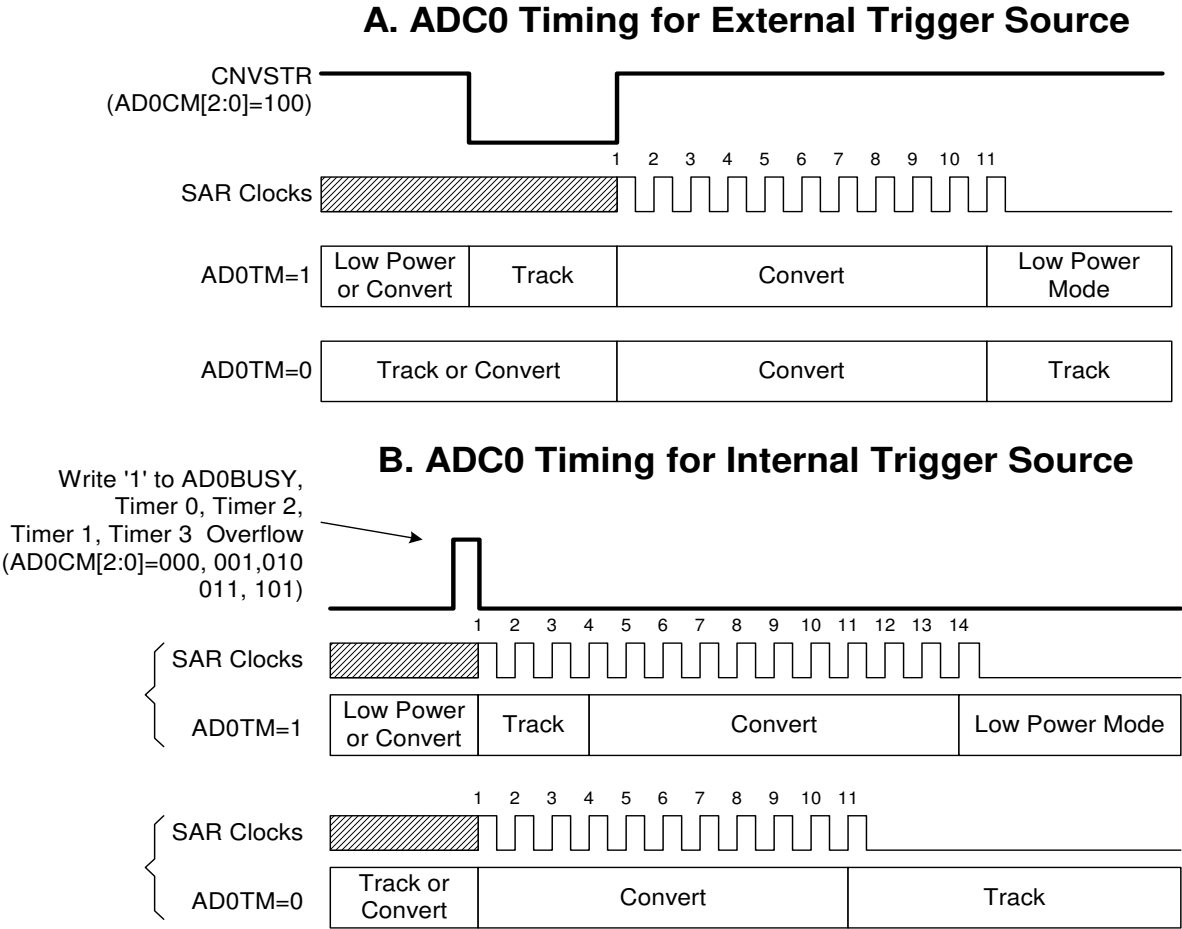 A. ADC0 Timing for External Trigger Source
CNVSTR
(AD0CM[2:0]=100)
1 2 3 4 5 6 7 8 9 10 11
SAR Clocks
AD0TM=1
Low Power
or Convert
Track
Convert
Low Power
Mode
AD0TM=0
Track or Convert
Convert
Track
B. ADC0 Timing for Internal Trigger Source
Write '1' to AD0BUSY,
Timer 0, Timer 2,
Timer 1, Timer 3 Overflow
(AD0CM[2:0]=000, 001,010
011, 101)
1 2 3 4 5 6 7 8 9 10 11 12 13 14
SAR Clocks
AD0TM=1
Low Power
or Convert
Track
Convert
Low Power Mode
1 2 3 4 5 6 7 8 9 10 11
SAR Clocks
AD0TM=0
Track or
Convert
Convert
Track